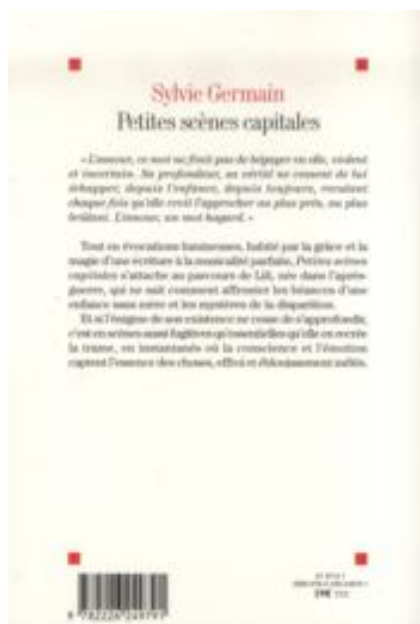 Sylvie Germain
Petites scènes capitales
« L'amour, ce mot ne finit pas de bégayer en elle, violent
et incertain. Sa profondeur, sa vérité ne cessent de lui
échapper, depuis l'enfance, depuis toujours, reculant
chaque fois qu'elle croit l'approcher au plus près, au plus
brûlant. L'amour, un mot hagard. »
Tout en évocations lumineuses, habité par la grâce et la
magie d'une écriture à la musicalité parfaite, Petites scènes
capitales s'attache au parcours de Lili, née dans l'après-
guerre, qui ne sait comment affronter les béances d'une
enfance sans mère et les mystères de la disparition.
Et si l'énigme de son existence ne cesse de s'approfondir,
c'est en scènes aussi fugitives qu'essentielles qu'elle en recrée
la trame, en instantanés où la conscience et l'émotion
captent l'essence des choses, effroi et éblouissement mêlés.
9 782226 249791